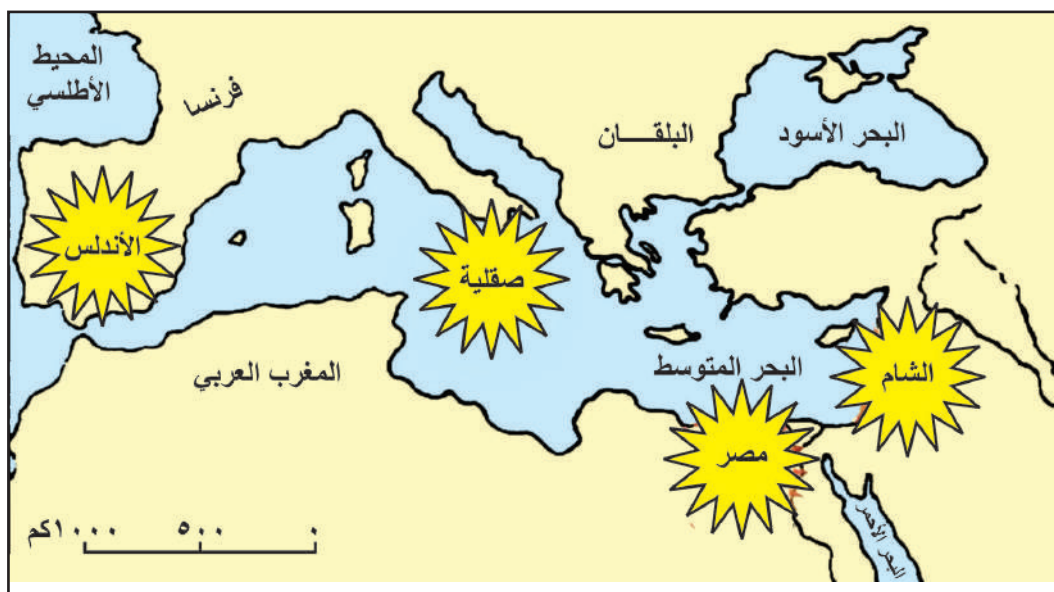 المحيط
الأطلسي
فرنسا
البلقـــان
البحر الأسود
الأندلس
صقلية
المغرب العربي
البحر المتوسط
الشام
مصر
البحر الأحمر
٠ ٥٠٠ ١٠٠٠كم